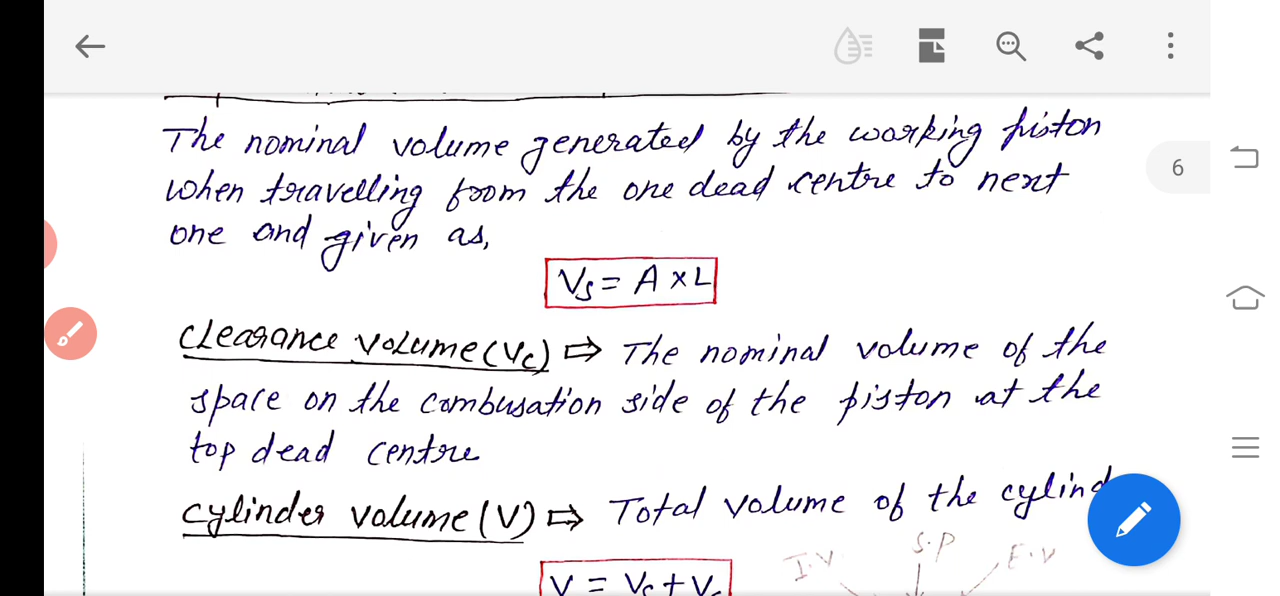 The nominal volume generated by the working piston
when travelling from the one dead centre to next
one and given as,
Vs = A × L
Clearance volume (Vc) ⇒ The nominal volume of the
space on the combusation side of the piston at the
top dead centre
Cylinder volume (V) ⇒ Total volume of the cylind
V = Vc + Vs
I.V
S.P
E.V
6